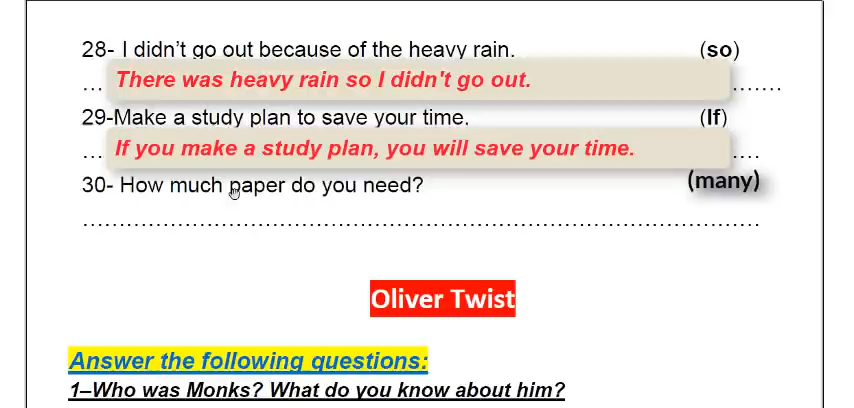 28- I didn't go out because of the heavy rain. (so)
... There was heavy rain so I didn't go out. .......
29-Make a study plan to save your time. (If)
... If you make a study plan, you will save your time. ....
30- How much paper do you need? (many)
..........................................................................................
Oliver Twist
Answer the following questions:
1–Who was Monks? What do you know about him?